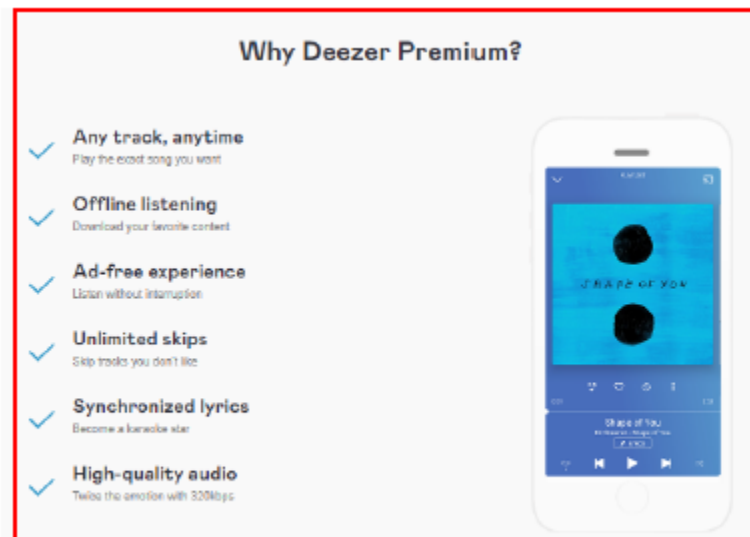 Why Deezer Premium?
Any track, anytime
Play the exact song you want
Offline listening
Download your favorite content
Ad-free experience
Listen without interruption
Unlimited skips
Skip tracks you don't like
Synchronized lyrics
Become a karaoke star
High-quality audio
Twice the emotion with 320kbps
SHAPE OF YOU
Shape of You